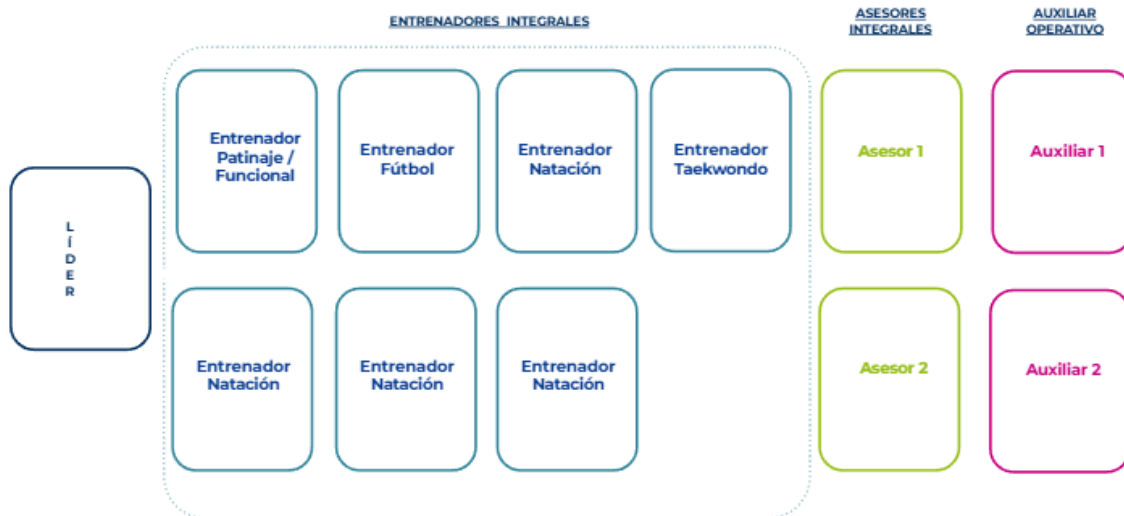 ENTRENADORES INTEGRALES
ASESORES
INTEGRALES
AUXILIAR
OPERATIVO
LÍDER
Entrenador
Patinaje /
Funcional
Entrenador
Fútbol
Entrenador
Natación
Entrenador
Taekwondo
Asesor 1
Auxiliar 1
Entrenador
Natación
Entrenador
Natación
Entrenador
Natación
Asesor 2
Auxiliar 2